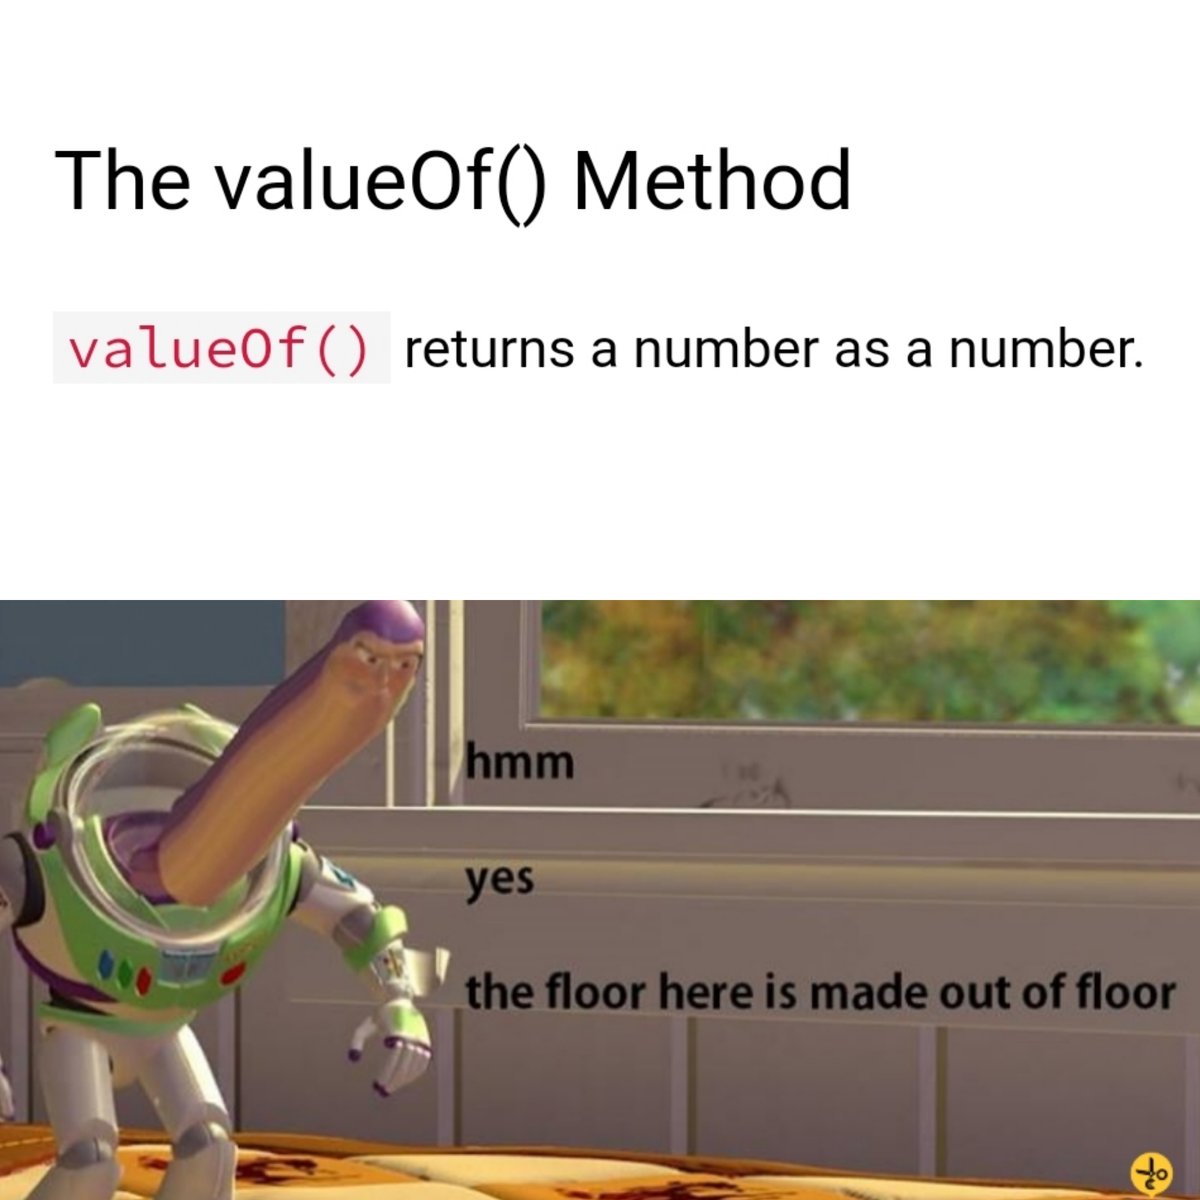 The valueOf() Method
valueOf() returns a number as a number.
hmm
yes
the floor here is made out of floor